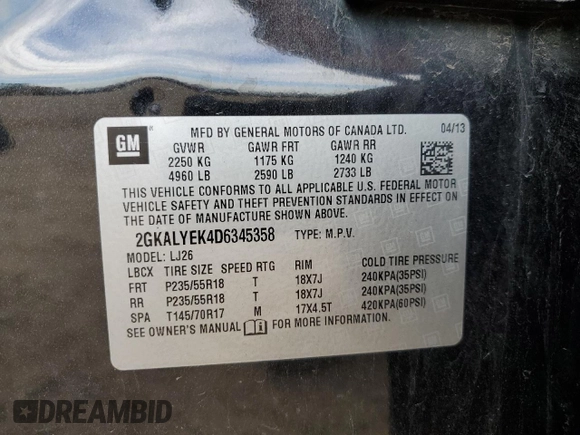 GM
MFD BY GENERAL MOTORS OF CANADA LTD. 04/13
GVWR GAWR FRT GAWR RR
2250 KG 1175 KG 1240 KG
4960 LB 2590 LB 2733 LB
THIS VEHICLE CONFORMS TO ALL APPLICABLE U.S. FEDERAL MOTOR
VEHICLE SAFETY AND THEFT PREVENTION STANDARDS IN EFFECT ON
THE DATE OF MANUFACTURE SHOWN ABOVE.
2GKALYEK4D6345358 TYPE: M.P.V.
MODEL: LJ26
LBCX TIRE SIZE SPEED RTG RIM COLD TIRE PRESSURE
FRT P235/55R18 T 18X7J 240KPA(35PSI)
RR P235/55R18 T 18X7J 240KPA(35PSI)
SPA T145/70R17 M 17X4.5T 420KPA(60PSI)
SEE OWNER'S MANUAL FOR MORE INFORMATION.
DREAMBID